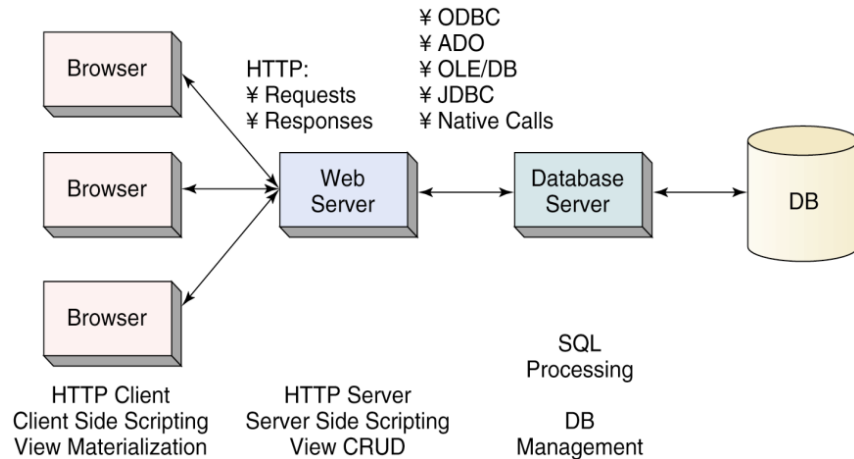 ¥ ODBC
¥ ADO
¥ OLE/DB
¥ JDBC
¥ Native Calls
HTTP:
¥ Requests
¥ Responses
Browser
Browser
Browser
Web
Server
Database
Server
DB
HTTP Client
Client Side Scripting
View Materialization
HTTP Server
Server Side Scripting
View CRUD
SQL
Processing
DB
Management